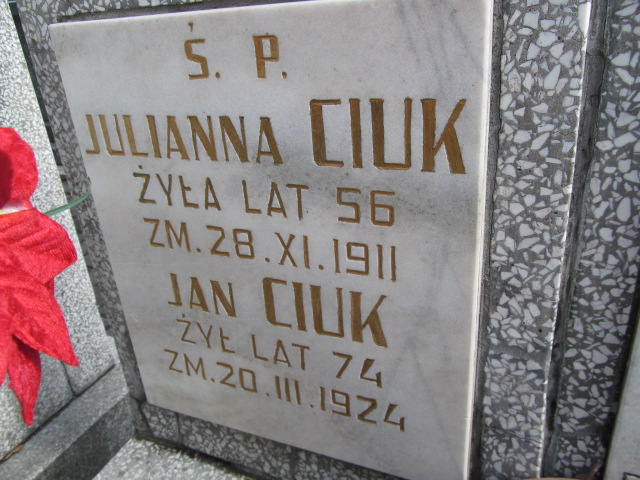 Ś. P.
JULIANNA CIUK
ŻYŁA LAT 56
ZM. 28. XI. 1911
JAN CIUK
ŻYŁ LAT 74
ZM. 20. III. 1924